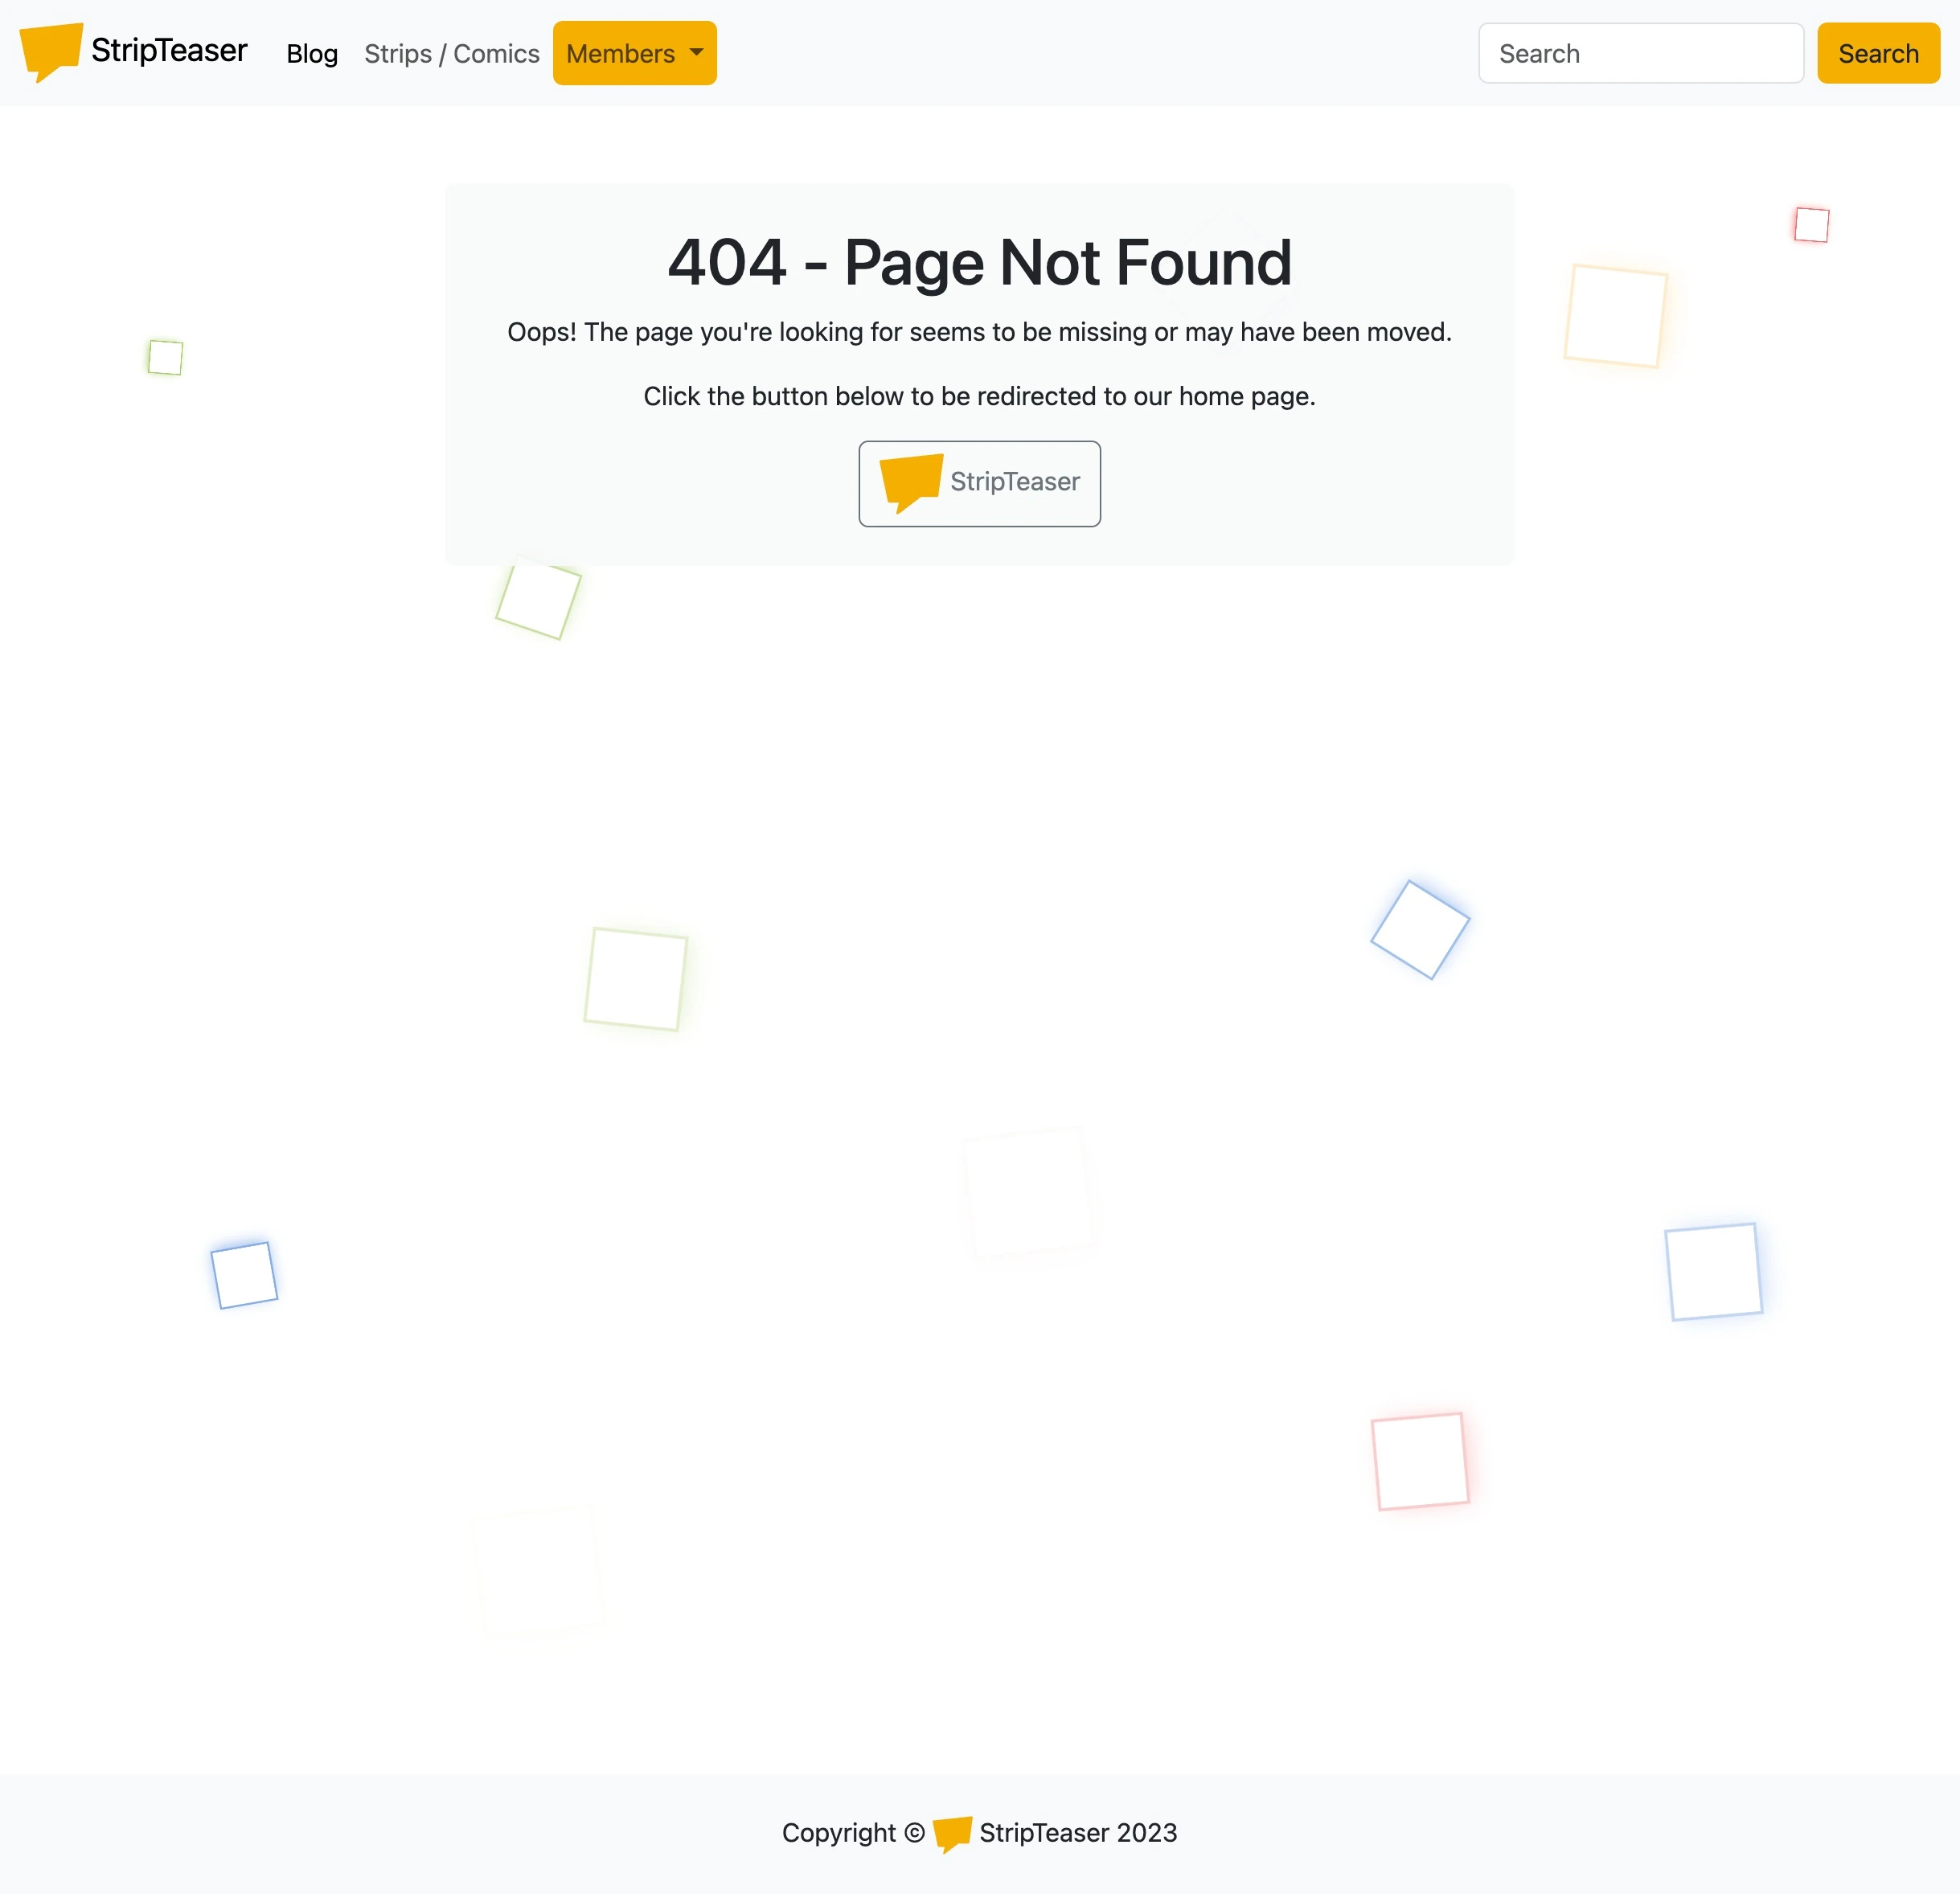 StripTeaser Blog Strips / Comics Members Search Search
404 - Page Not Found
Oops! The page you're looking for seems to be missing or may have been moved.
Click the button below to be redirected to our home page.
StripTeaser
Copyright © StripTeaser 2023